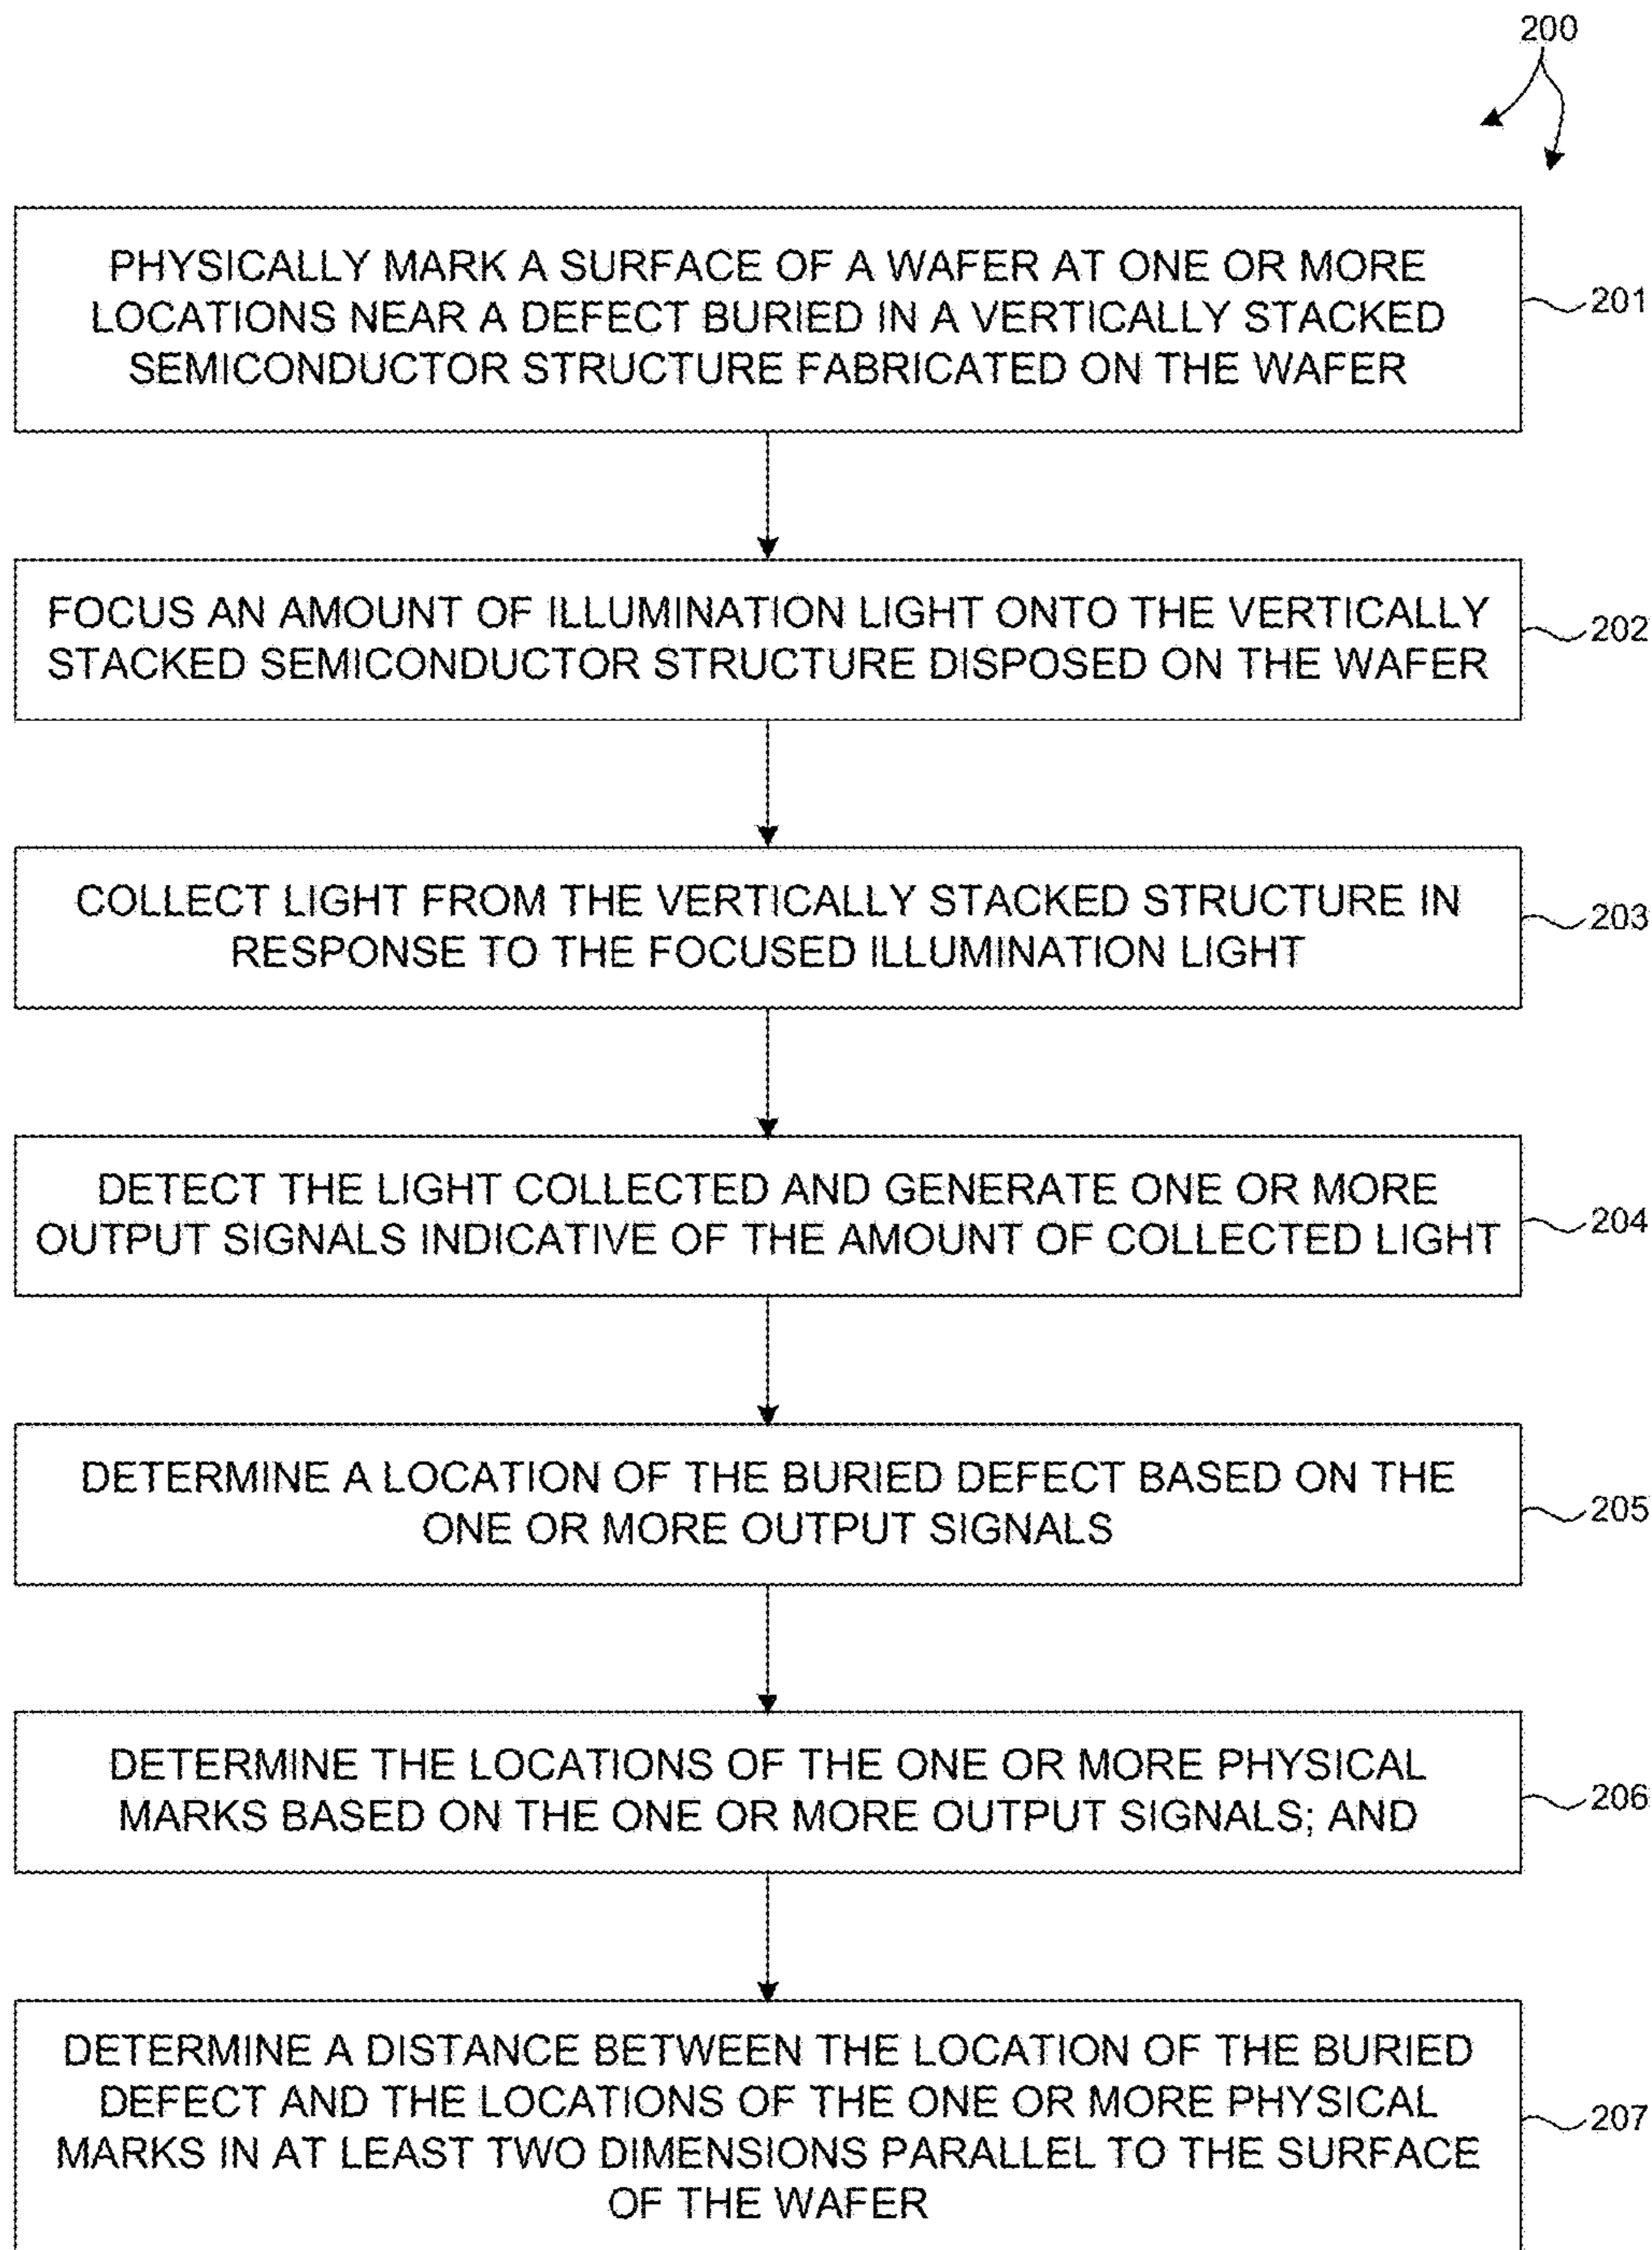 200
PHYSICALLY MARK A SURFACE OF A WAFER AT ONE OR MORE
LOCATIONS NEAR A DEFECT BURIED IN A VERTICALLY STACKED
SEMICONDUCTOR STRUCTURE FABRICATED ON THE WAFER
201
FOCUS AN AMOUNT OF ILLUMINATION LIGHT ONTO THE VERTICALLY
STACKED SEMICONDUCTOR STRUCTURE DISPOSED ON THE WAFER
202
COLLECT LIGHT FROM THE VERTICALLY STACKED STRUCTURE IN
RESPONSE TO THE FOCUSED ILLUMINATION LIGHT
203
DETECT THE LIGHT COLLECTED AND GENERATE ONE OR MORE
OUTPUT SIGNALS INDICATIVE OF THE AMOUNT OF COLLECTED LIGHT
204
DETERMINE A LOCATION OF THE BURIED DEFECT BASED ON THE
ONE OR MORE OUTPUT SIGNALS
205
DETERMINE THE LOCATIONS OF THE ONE OR MORE PHYSICAL
MARKS BASED ON THE ONE OR MORE OUTPUT SIGNALS; AND
206
DETERMINE A DISTANCE BETWEEN THE LOCATION OF THE BURIED
DEFECT AND THE LOCATIONS OF THE ONE OR MORE PHYSICAL
MARKS IN AT LEAST TWO DIMENSIONS PARALLEL TO THE SURFACE
OF THE WAFER
207